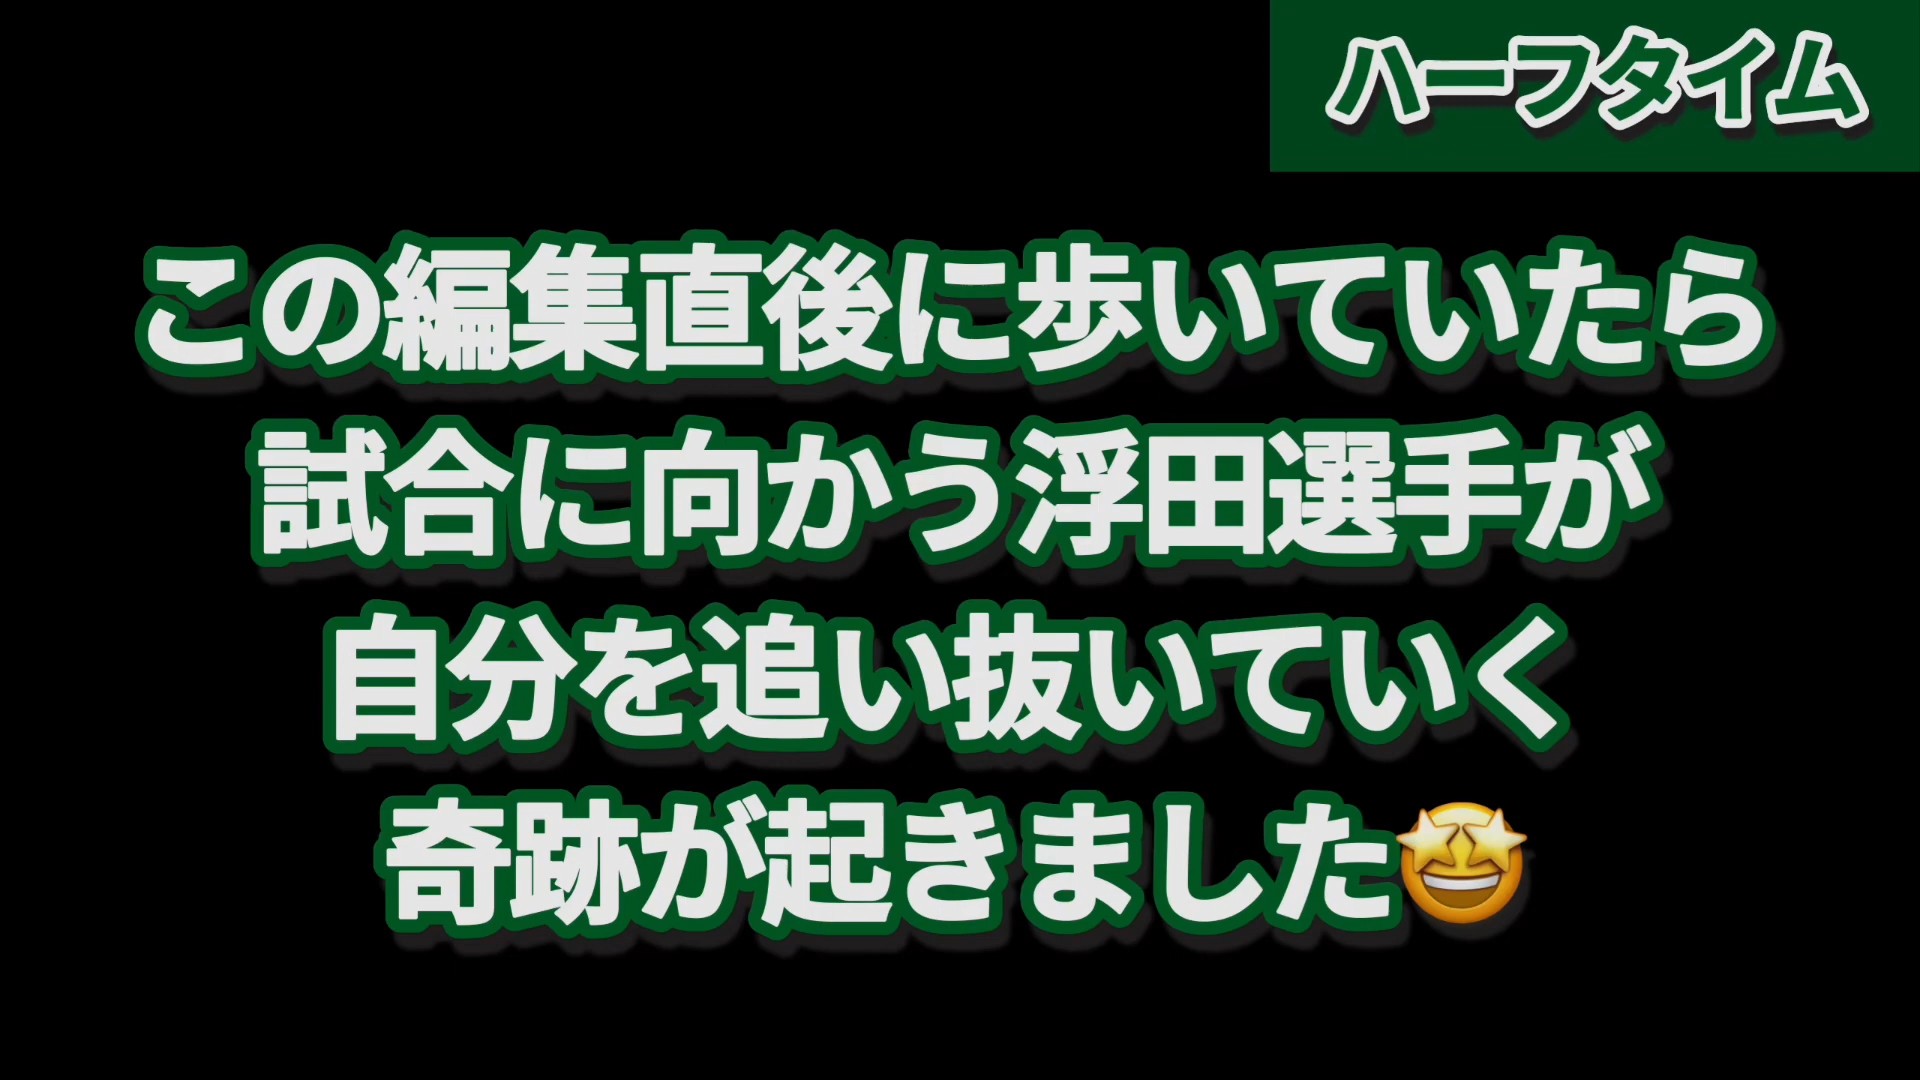 ハーフタイム
この編集直後に歩いていたら
試合に向かう浮田選手が
自分を追い抜いていく
奇跡が起きました🤩